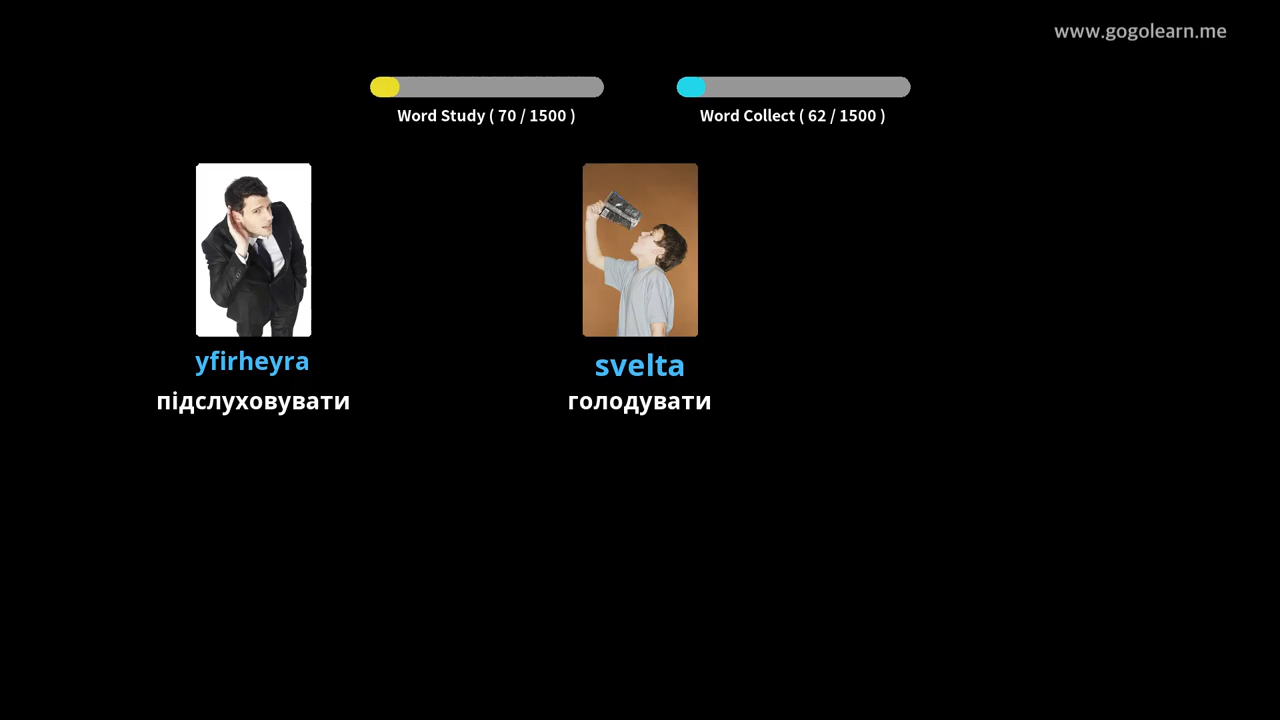 www.gogolearn.me
Word Study ( 70 / 1500 )
Word Collect ( 62 / 1500 )
yfirheyra
svelta
підслуховувати
голодувати